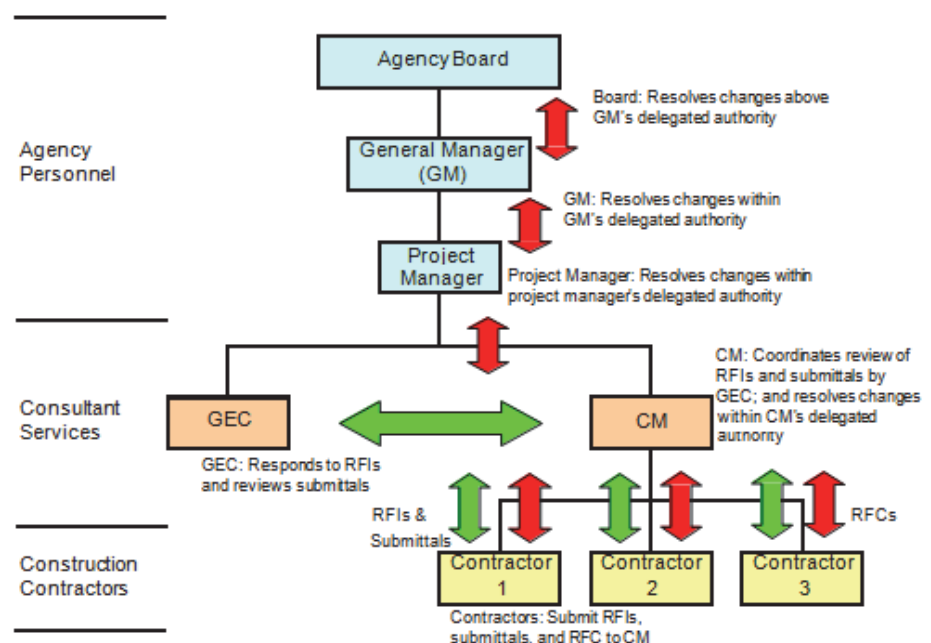 Agency Board
Board: Resolves changes above
GM's delegated authority
Agency
Personnel
General Manager
(GM)
GM: Resolves changes within
GM's delegated authority
Project
Manager
Project Manager: Resolves changes within
project manager's delegated authority
CM: Coordinates review of
RFIs and submittals by
GEC; and resolves changes
within CM's delegated
authority
Consultant
Services
GEC
CM
GEC: Responds to RFIs
and reviews submittals
RFIs &
Submittals
RFCs
Construction
Contractors
Contractor
1
Contractor
2
Contractor
3
Contractors: Submit RFIs,
submittals, and RFC to CM